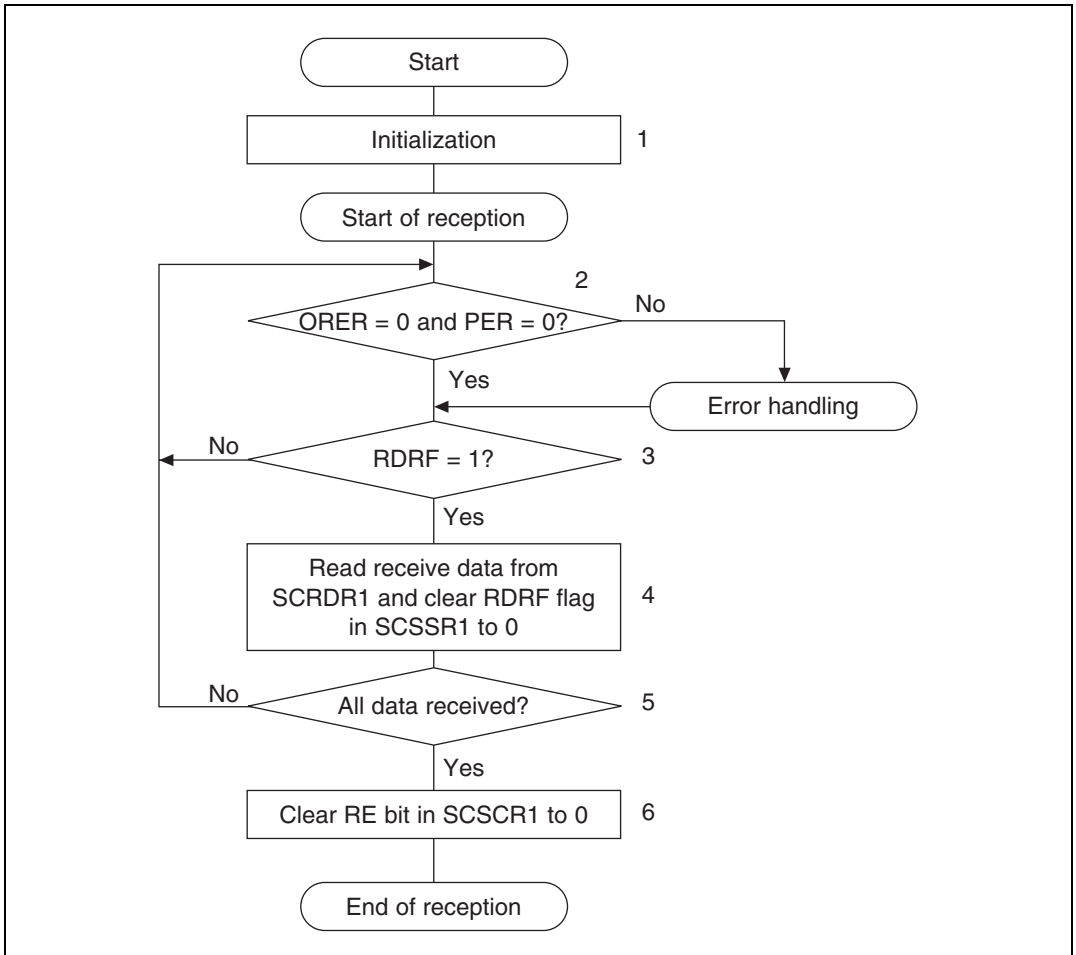 Start
Initialization
1
Start of reception
2
ORER = 0 and PER = 0?
No
Yes
Error handling
No
RDRF = 1?
3
Yes
Read receive data from
SCRDR1 and clear RDRF flag
in SCSSR1 to 0
4
No
All data received?
5
Yes
Clear RE bit in SCSCR1 to 0
6
End of reception